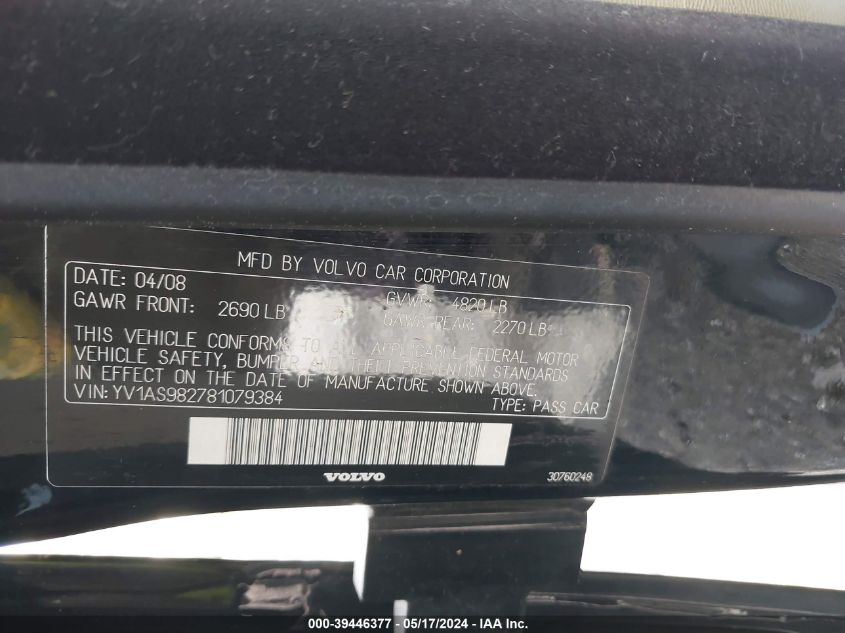 MFD BY VOLVO CAR CORPORATION
DATE: 04/08 GVWR: 4820 LB
GAWR FRONT: 2690 LB GAWR REAR: 2270 LB
THIS VEHICLE CONFORMS TO ALL APPLICABLE FEDERAL MOTOR
VEHICLE SAFETY, BUMPER AND THEFT PREVENTION STANDARDS
IN EFFECT ON THE DATE OF MANUFACTURE SHOWN ABOVE.
VIN: YV1AS982781079384 TYPE: PASS CAR
VOLVO 30760248
000-39446377 - 05/17/2024 - IAA Inc.